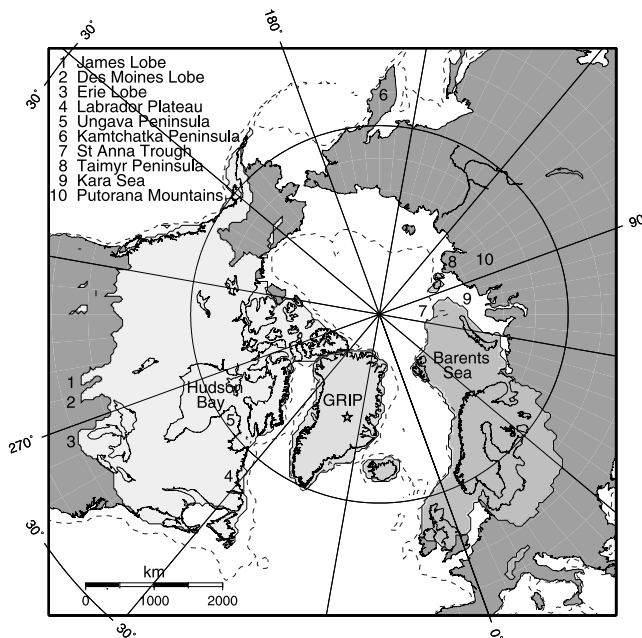 180°
30°
30°
1 James Lobe
2 Des Moines Lobe
3 Erie Lobe
4 Labrador Plateau
5 Ungava Peninsula
6 Kamtchatka Peninsula
7 St Anna Trough
8 Taimyr Peninsula
9 Kara Sea
10 Putorana Mountains
6
90°
8 10
9
7
Barents
Sea
1
2
3
Hudson
Bay
5
GRIP
4
270°
30°
km
0 1000 2000
30°
0°